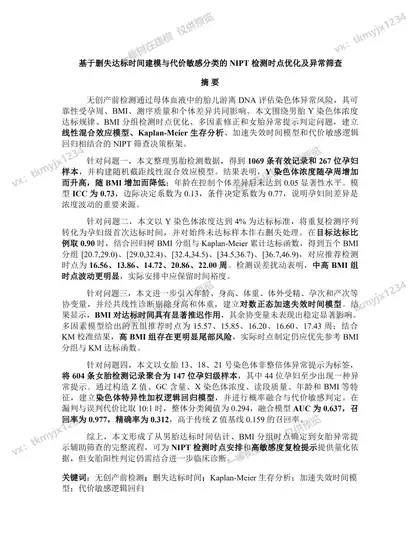 基于删失达标时间建模与代价敏感分类的 NIPT 检测时点优化及异常筛查
摘 要
无创产前检测通过母体血浆中的胎儿游离 DNA 评估染色体异常风险，其可
靠性受孕周、BMI、测序质量和个体差异共同影响。本文围绕男胎 Y 染色体浓度
达标规律、BMI 分组检测时点优化、多因素修正和女胎异常提示判定问题，建立
线性混合效应模型、Kaplan-Meier 生存分析、加速失效时间模型和代价敏感逻辑
回归相结合的 NIPT 筛查决策框架。
针对问题一，本文整理男胎检测数据，得到 1069 条有效记录和 267 位孕妇
样本，并构建随机截距线性混合效应模型。结果表明，Y 染色体浓度随孕周增加
而升高，随 BMI 增加而降低；年龄在控制个体差异后未达到 0.05 显著性水平。模
型 ICC 为 0.73，边际决定系数为 0.13，条件决定系数为 0.77，说明孕妇间差异是
浓度波动的重要来源。
针对问题二，本文以 Y 染色体浓度达到 4% 为达标标准，将重复检测序列
转化为孕妇级首次达标时间，并对始终未达标样本作右删失处理。在目标达标比
例取 0.90 时，结合回归树 BMI 分组与 Kaplan-Meier 累计达标函数，得到五个 BMI
分组 [20.7,29.0)、[29.0,32.4)、[32.4,34.5)、[34.5,36.7)、[36.7,46.9)，对应推荐检测
时点为 16.56、13.86、14.72、20.86、22.00 周。检测误差扰动表明，中高 BMI 组
时点波动更明显，实际安排中应保留时间裕度。
针对问题三，本文进一步引入年龄、身高、体重、体外受精、孕次和产次等
协变量，并经共线性诊断剔除身高和体重，建立对数正态加速失效时间模型。结
果显示，BMI 对达标时间具有显著推迟作用，其余协变量未表现出稳定显著影响。
多因素模型给出的五组推荐时点为 15.57、15.85、16.20、16.60、17.43 周；结合
KM 校准结果，高 BMI 组存在更明显尾部风险，实际时点制定仍应优先参考 BMI
分组与 KM 达标函数。
针对问题四，本文以女胎 13、18、21 号染色体非整倍体异常提示为标签，
将 604 条女胎检测记录聚合为 147 位孕妇级样本，其中 44 位孕妇至少出现一种异
常提示。通过构造 Z 值、GC 含量、X 染色体浓度、读段质量、年龄和 BMI 等特
征，建立染色体特异性加权逻辑回归模型，并进行概率融合与代价敏感判定。在
漏判与误判代价比取 10:1 时，整体分类阈值为 0.294，融合模型 AUC 为 0.637，召
回率为 0.977，精确率为 0.312，高于传统 Z 值基线 0.159 的召回率。
综上，本文形成了从男胎达标时间估计、BMI 分组时点确定到女胎异常提
示辅助筛查的完整流程，可为 NIPT 检测时点安排和高敏感度复检提示提供量化依
据，但女胎阳性判定仍需结合进一步临床诊断。
关键词：无创产前检测；删失达标时间；Kaplan-Meier 生存分析；加速失效时间模
型；代价敏感逻辑回归
vx: tkmyjx1234